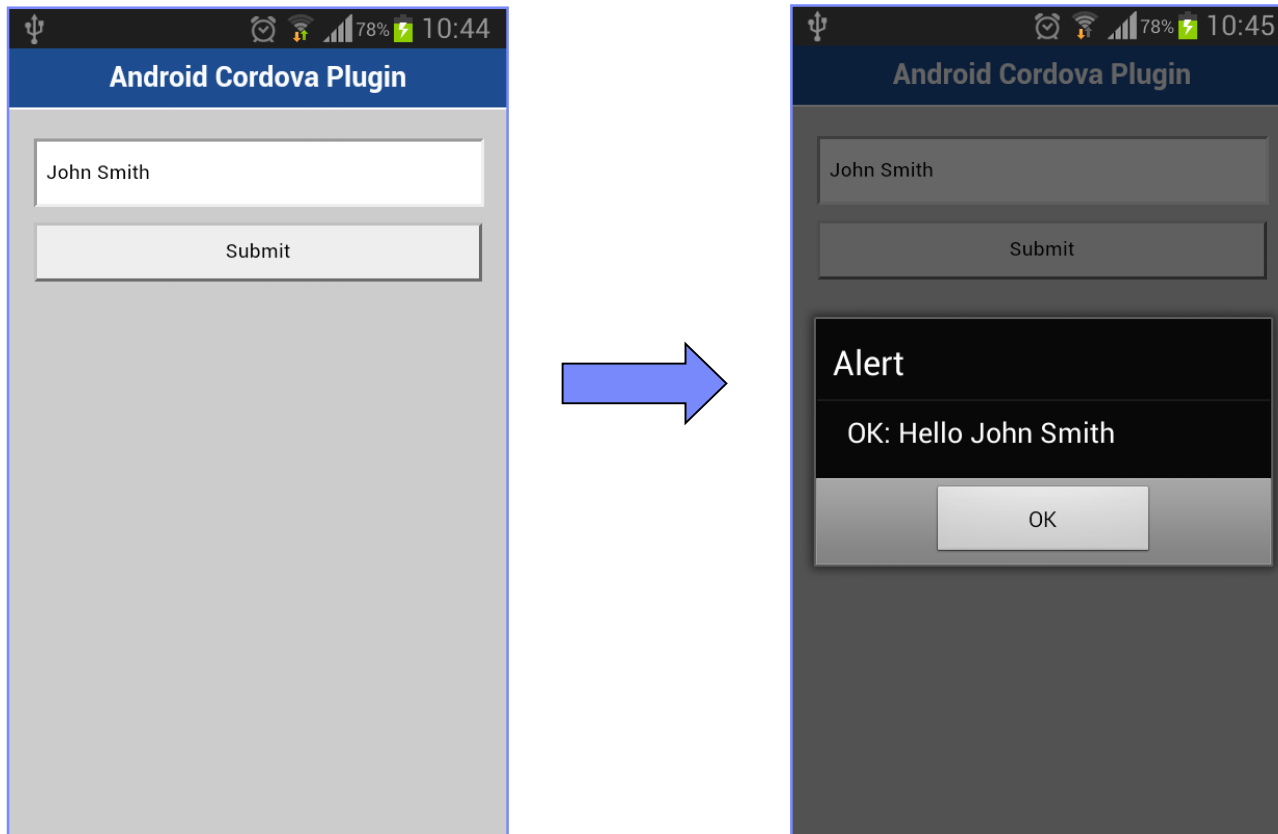 78% 10:44
Android Cordova Plugin
John Smith
Submit
78% 10:45
Android Cordova Plugin
John Smith
Submit
Alert
OK: Hello John Smith
OK